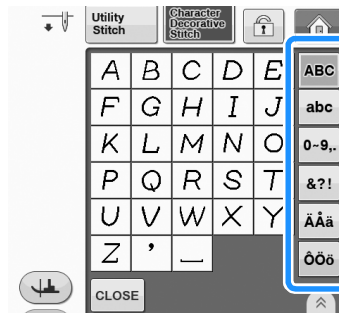 Utility Stitch
Character Decorative Stitch
A B C D E
F G H I J
K L M N O
P Q R S T
U V W X Y
Z ’ _
ABC
abc
0~9,.
&?!
ÄÅä
ÔÖö
CLOSE